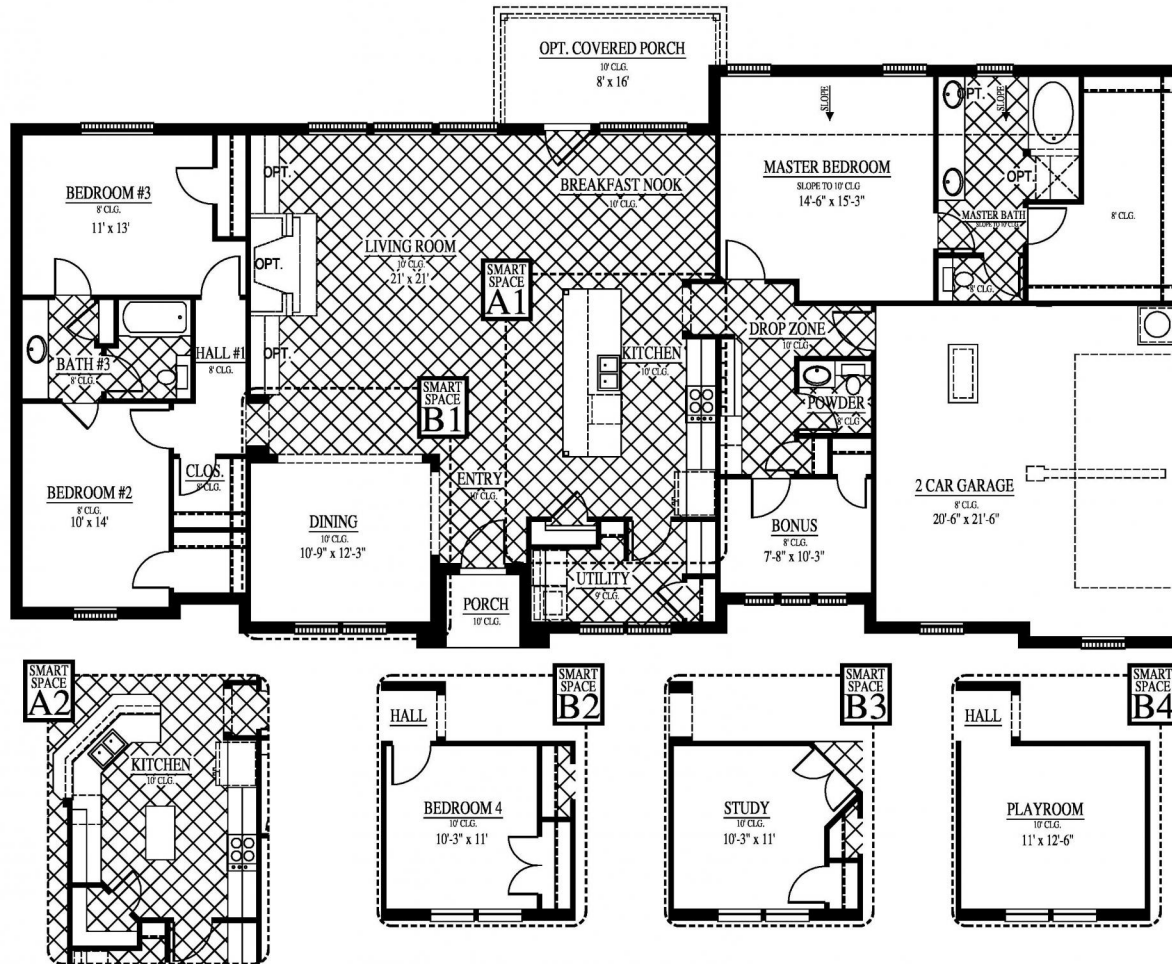 OPT. COVERED PORCH
10' CLG.
8' x 16'
BEDROOM #3
8' CLG.
11' x 13'
OPT.
BREAKFAST NOOK
10' CLG.
LIVING ROOM
10' CLG.
21' x 21'
OPT.
OPT.
SLOPE
MASTER BEDROOM
SLOPE TO 10' CLG
14'-6" x 15'-3"
OPT.
SLOPE
OPT.
MASTER BATH
SLOPE TO 10' CLG.
8' CLG.
8' CLG.
SMART
SPACE
A1
KITCHEN
10' CLG.
DROP ZONE
10' CLG.
POWDER
8' CLG
BATH #3
8' CLG.
HALL #1
8' CLG.
SMART
SPACE
B1
CLOS.
8' CLG.
BEDROOM #2
8' CLG.
10' x 14'
ENTRY
10' CLG.
DINING
10' CLG.
10'-9" x 12'-3"
2 CAR GARAGE
8' CLG.
20'-6" x 21'-6"
BONUS
8' CLG.
7'-8" x 10'-3"
UTILITY
9' CLG.
PORCH
10' CLG.
SMART
SPACE
A2
KITCHEN
10' CLG.
SMART
SPACE
B2
HALL
BEDROOM 4
10' CLG.
10'-3" x 11'
SMART
SPACE
B3
STUDY
10' CLG.
10'-3" x 11'
SMART
SPACE
B4
HALL
PLAYROOM
10' CLG.
11' x 12'-6"